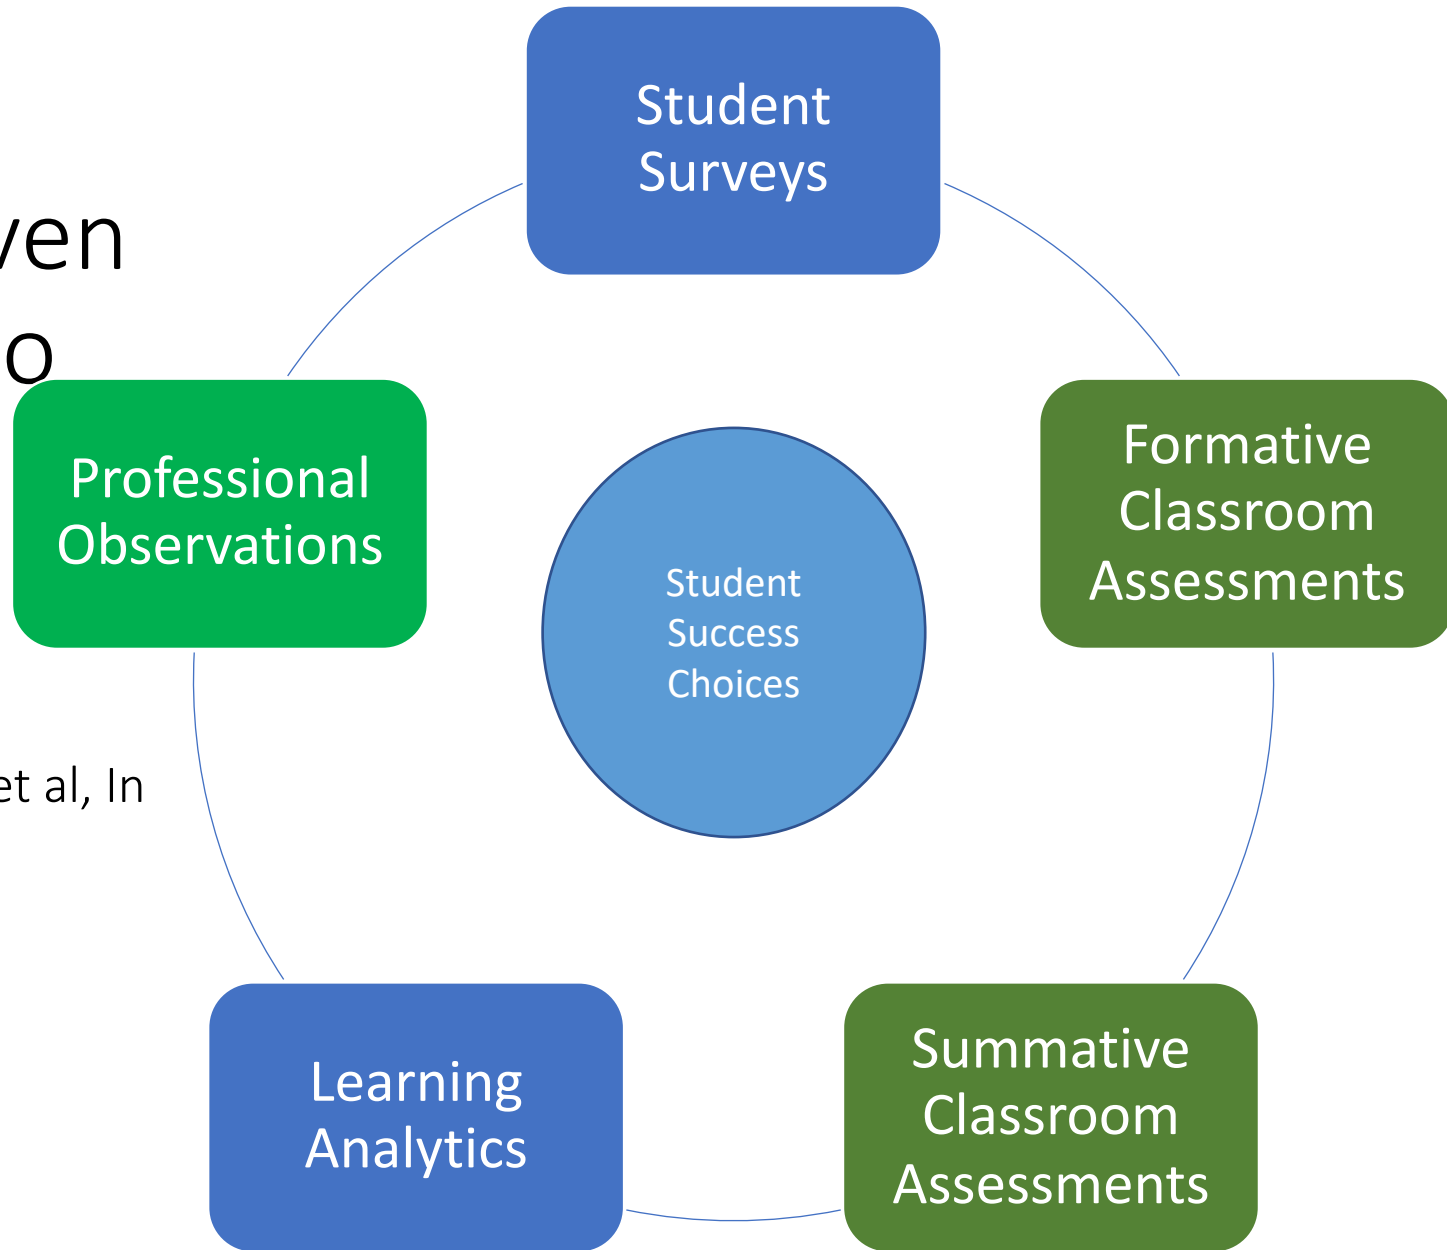 Student
Surveys
ven
o
Professional
Observations
Formative
Classroom
Assessments
Student
Success
Choices
et al, In
Learning
Analytics
Summative
Classroom
Assessments